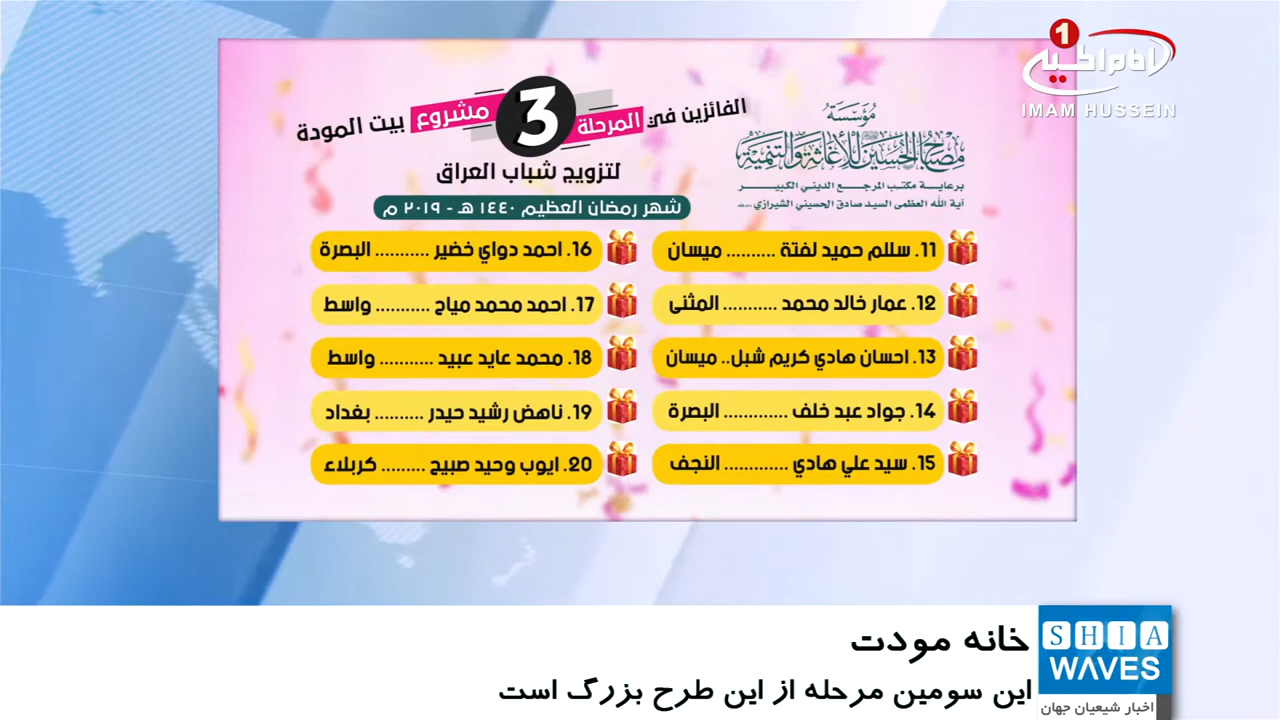 1
IMAM HUSSEIN
مؤسسة
مصباح الحسين للإغاثة والتنمية
برعاية مكتب المرجع الديني الكبير
آية الله العظمى السيد صادق الحسيني الشيرازي
الفائزين في المرحلة 3 مشروع بيت المودة
لتزويج شباب العراق
شهر رمضان العظيم ١٤٤٠ هـ - ٢٠١٩ م
11. سللم حميد لفتة .......... ميسان
12. عمار خالد محمد ........... المثنى
13. احسان هادي كريم شبل.. ميسان
14. جواد عبد خلف ............. البصرة
15. سيد علي هادي ............. النجف
16. احمد دواي خضير ........... البصرة
17. احمد محمد مياح ........... واسط
18. محمد عايد عبيد ........... واسط
19. ناهض رشيد حيدر .......... بغداد
20. ايوب وحيد صبيح ......... كربلاء
SHIA
WAVES
اخبار شیعیان جهان
خانه مودت
این سومین مرحله از این طرح بزرگ است